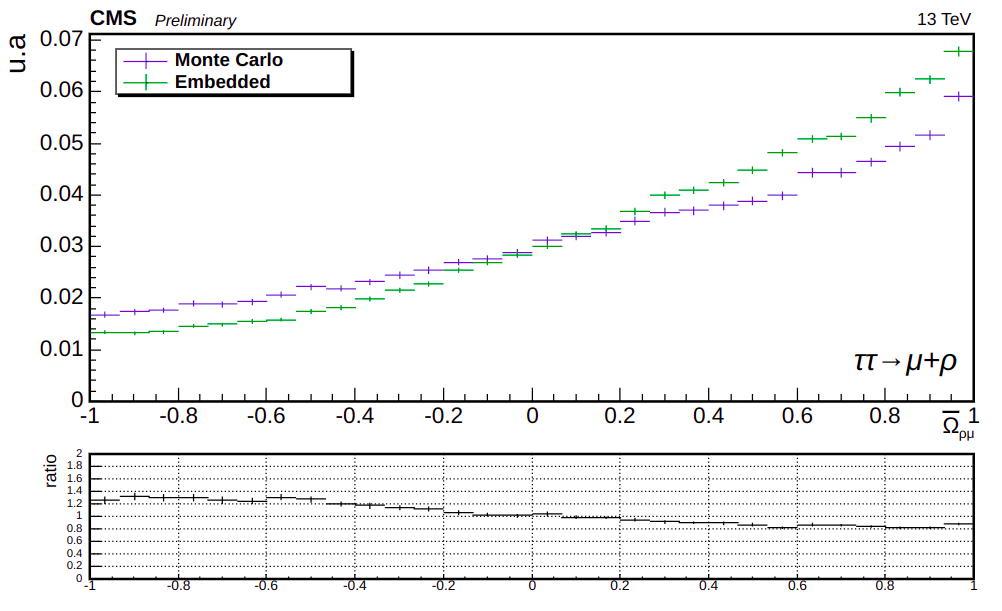 CMS Preliminary 13 TeV
u.a
0.07
0.06
0.05
0.04
0.03
0.02
0.01
0
Monte Carlo
Embedded
ττ→μ+ρ
-1 -0.8 -0.6 -0.4 -0.2 0 0.2 0.4 0.6 0.8 1
Ω̅ρμ
ratio
2
1.8
1.6
1.4
1.2
1
0.8
0.6
0.4
0.2
0
-1 -0.8 -0.6 -0.4 -0.2 0 0.2 0.4 0.6 0.8 1